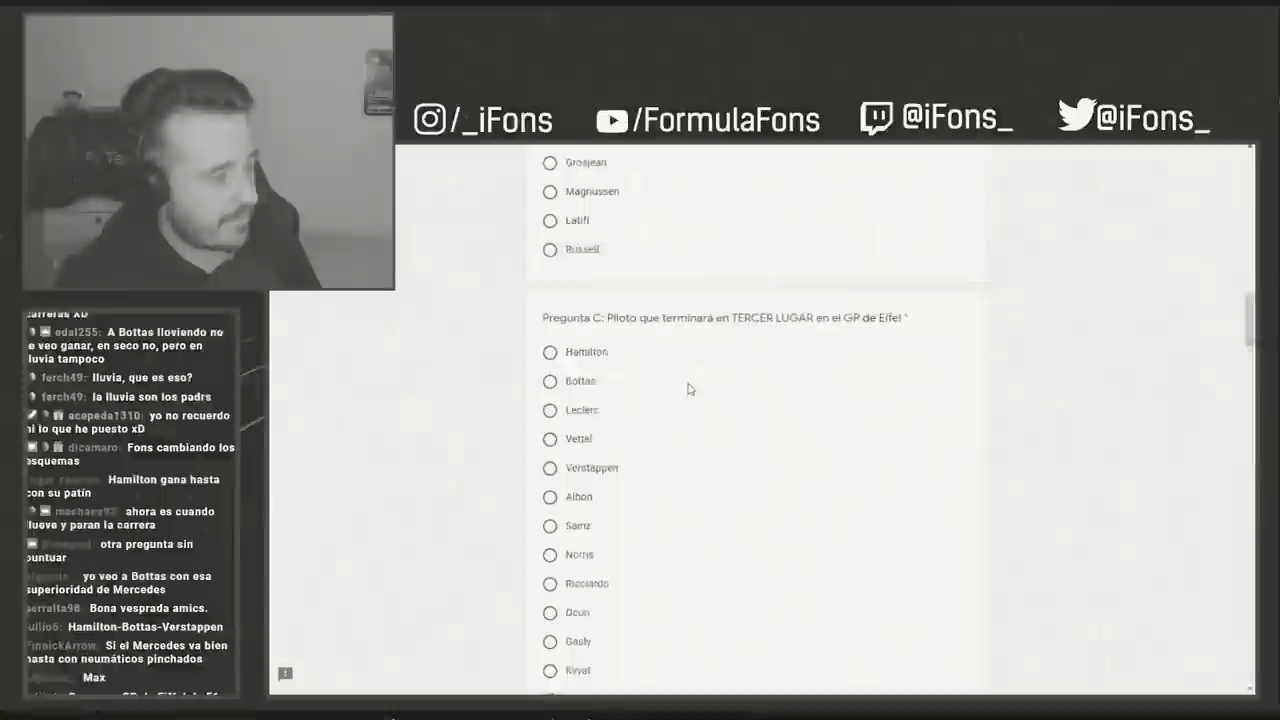 /_iFons
/FormulaFons
@iFons_
@iFons_
Grosjean
Magnussen
Latifi
Russell
Pregunta C: Piloto que terminará en TERCER LUGAR en el GP de Eifel *
Hamilton
Bottas
Leclerc
Vettel
Verstappen
Albon
Sainz
Norris
Ricciardo
Ocon
Gasly
Kvyat
carreras XD
edal255: A Bottas lloviendo no
e veo ganar, en seco no, pero en
luvia tampoco
ferch49: lluvia, que es eso?
ferch49: la lluvia son los padrs
acepeda1310: yo no recuerdo
ni lo que he puesto xD
dicamaro: Fons cambiando los
esquemas
Hamilton gana hasta
con su patín
ahora es cuando
llueve y paran la carrera
otra pregunta sin
puntuar
yo veo a Bottas con esa
superioridad de Mercedes
perralta98: Bona vesprada amics.
Hamilton-Bottas-Verstappen
FinnickArrow: Si el Mercedes va bien
hasta con neumáticos pinchados
Max